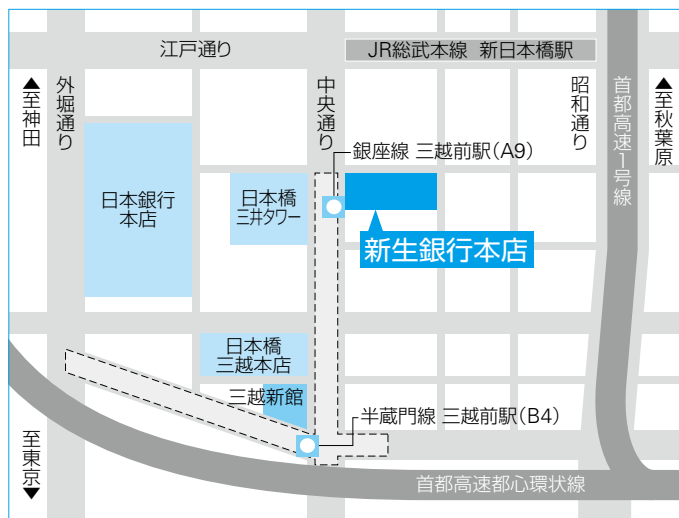 江戸通り
JR総武本線 新日本橋駅
▲至神田
外堀通り
中央通り
昭和通り
首都高速1号線
▲至秋葉原
銀座線 三越前駅(A9)
日本銀行
本店
日本橋
三井タワー
新生銀行本店
日本橋
三越本店
三越新館
半蔵門線 三越前駅(B4)
至東京▼
首都高速都心環状線